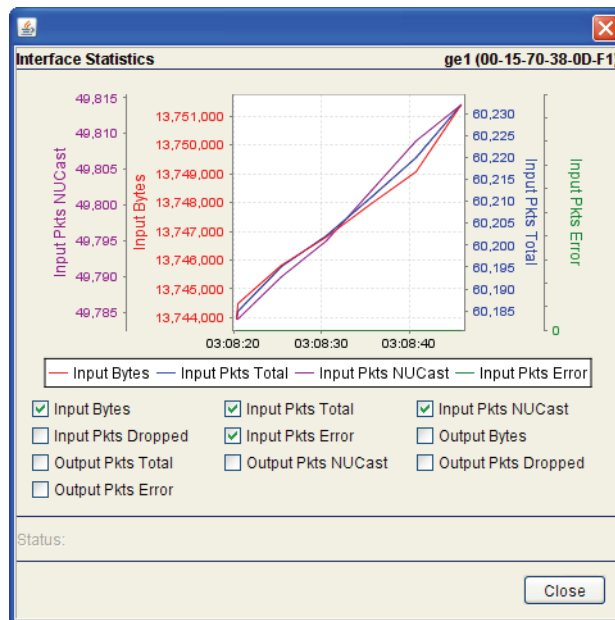 Interface Statistics ge1 (00-15-70-38-0D-F1)
49,815
49,810
49,805
49,800
49,795
49,790
49,785
Input Pkts NUCast
13,751,000
13,750,000
13,749,000
13,748,000
13,747,000
13,746,000
13,745,000
13,744,000
Input Bytes
60,230
60,220
60,215
60,210
60,205
60,200
60,195
60,190
60,185
Input Pkts Total
Input Pkts Error
0
03:08:20 03:08:30 03:08:40
Input Bytes Input Pkts Total Input Pkts NUCast Input Pkts Error
Input Bytes Input Pkts Total Input Pkts NUCast
Input Pkts Dropped Input Pkts Error Output Bytes
Output Pkts Total Output Pkts NUCast Output Pkts Dropped
Output Pkts Error
Status:
Close